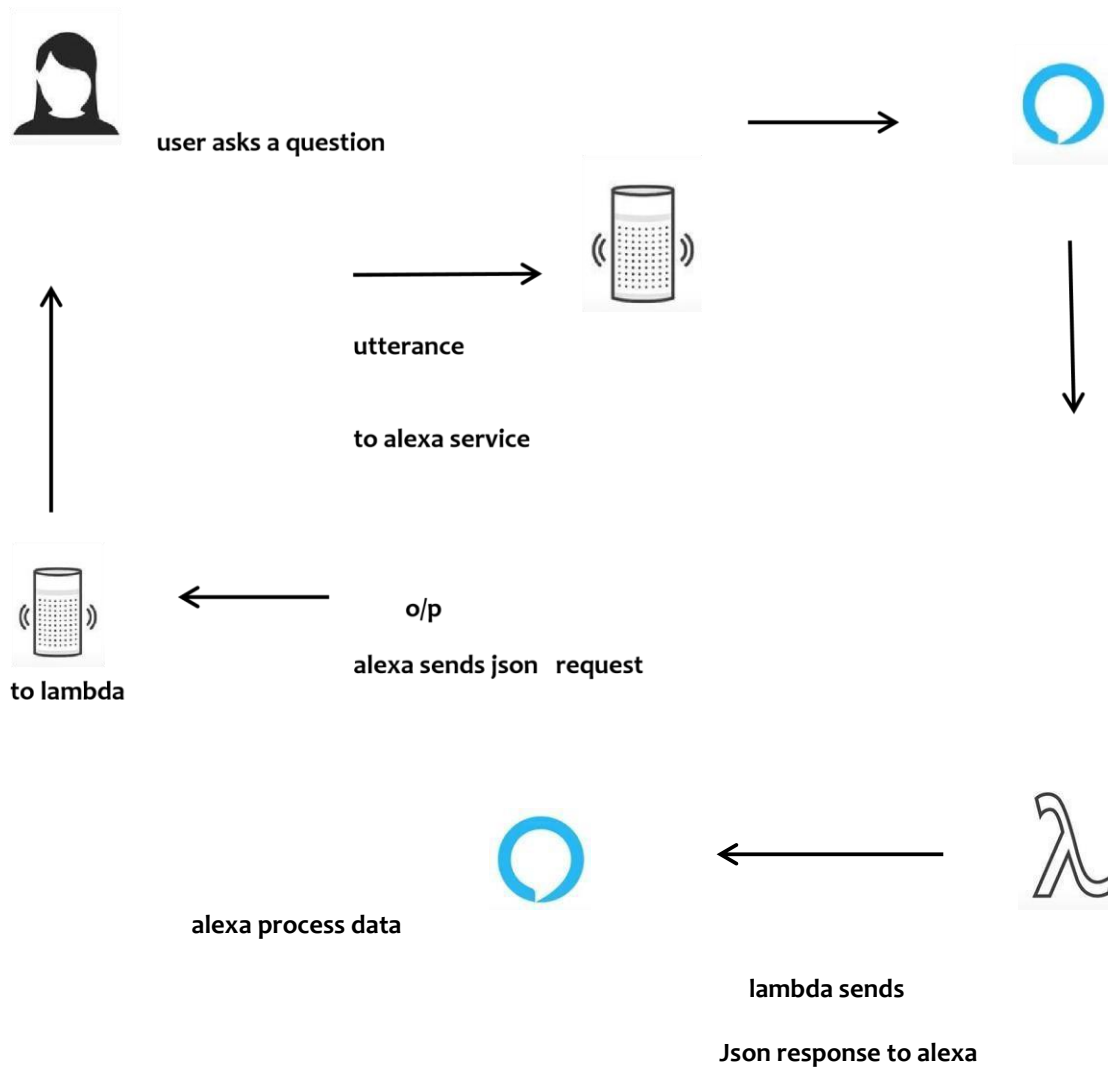 user asks a question
utterance
to alexa service
o/p
alexa sends json request
to lambda
alexa process data
lambda sends
Json response to alexa